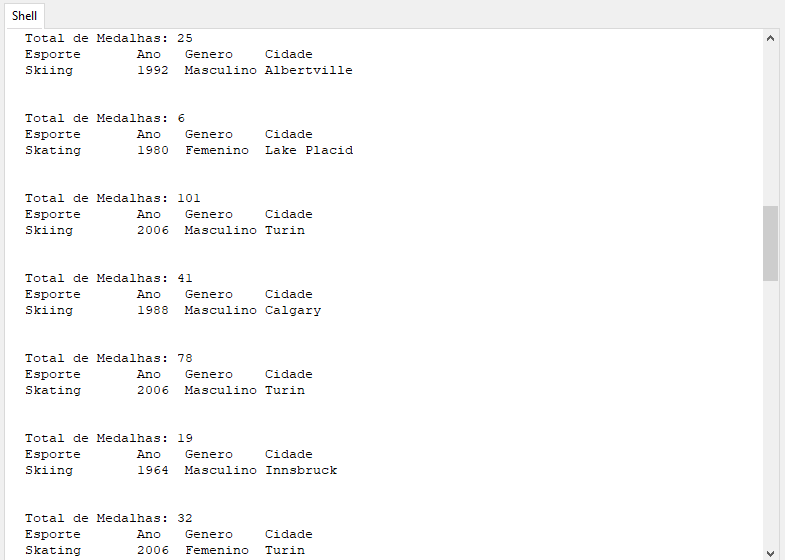 Shell
Total de Medalhas: 25
Esporte Ano Genero Cidade
Skiing 1992 Masculino Albertville
Total de Medalhas: 6
Esporte Ano Genero Cidade
Skating 1980 Femenino Lake Placid
Total de Medalhas: 101
Esporte Ano Genero Cidade
Skiing 2006 Masculino Turin
Total de Medalhas: 41
Esporte Ano Genero Cidade
Skiing 1988 Masculino Calgary
Total de Medalhas: 78
Esporte Ano Genero Cidade
Skating 2006 Masculino Turin
Total de Medalhas: 19
Esporte Ano Genero Cidade
Skiing 1964 Masculino Innsbruck
Total de Medalhas: 32
Esporte Ano Genero Cidade
Skating 2006 Femenino Turin